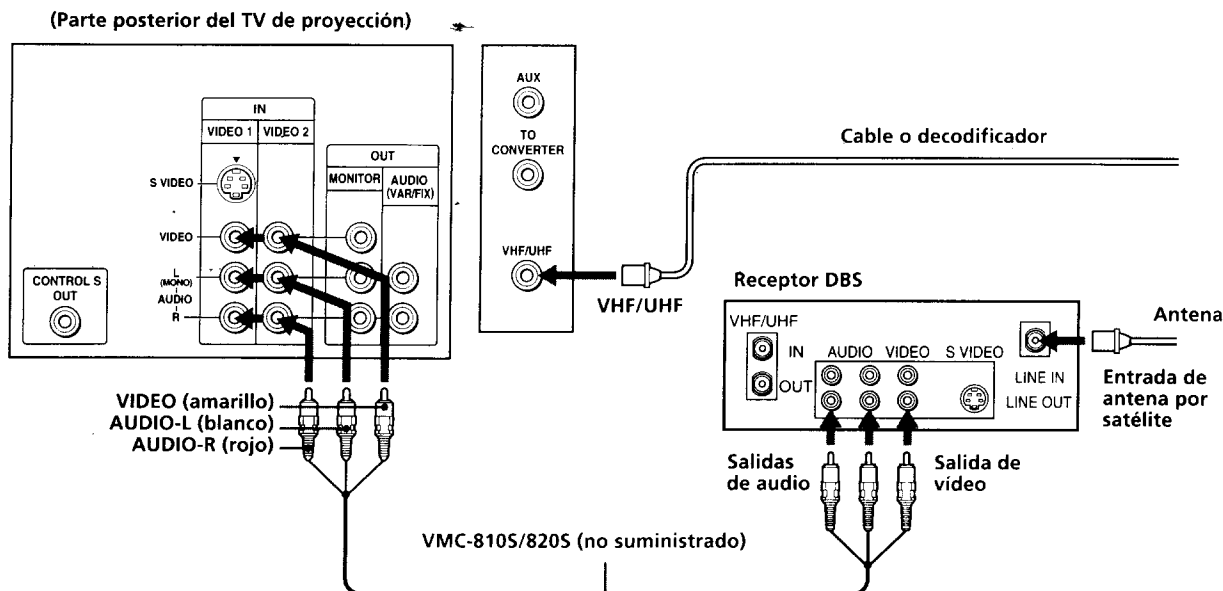 (Parte posterior del TV de proyección)
IN
VIDEO 1 VIDEO 2
S VIDEO
VIDEO
L
(MONO)
AUDIO
R
OUT
MONITOR AUDIO
(VAR/FIX)
CONTROL S
OUT
AUX
TO
CONVERTER
VHF/UHF
VHF/UHF
Cable o decodificador
Receptor DBS
VHF/UHF
IN
OUT
AUDIO VIDEO S VIDEO
LINE IN
LINE OUT
Antena
Entrada de
antena por
satélite
VIDEO (amarillo)
AUDIO-L (blanco)
AUDIO-R (rojo)
Salidas
de audio
Salida de
vídeo
VMC-810S/820S (no suministrado)